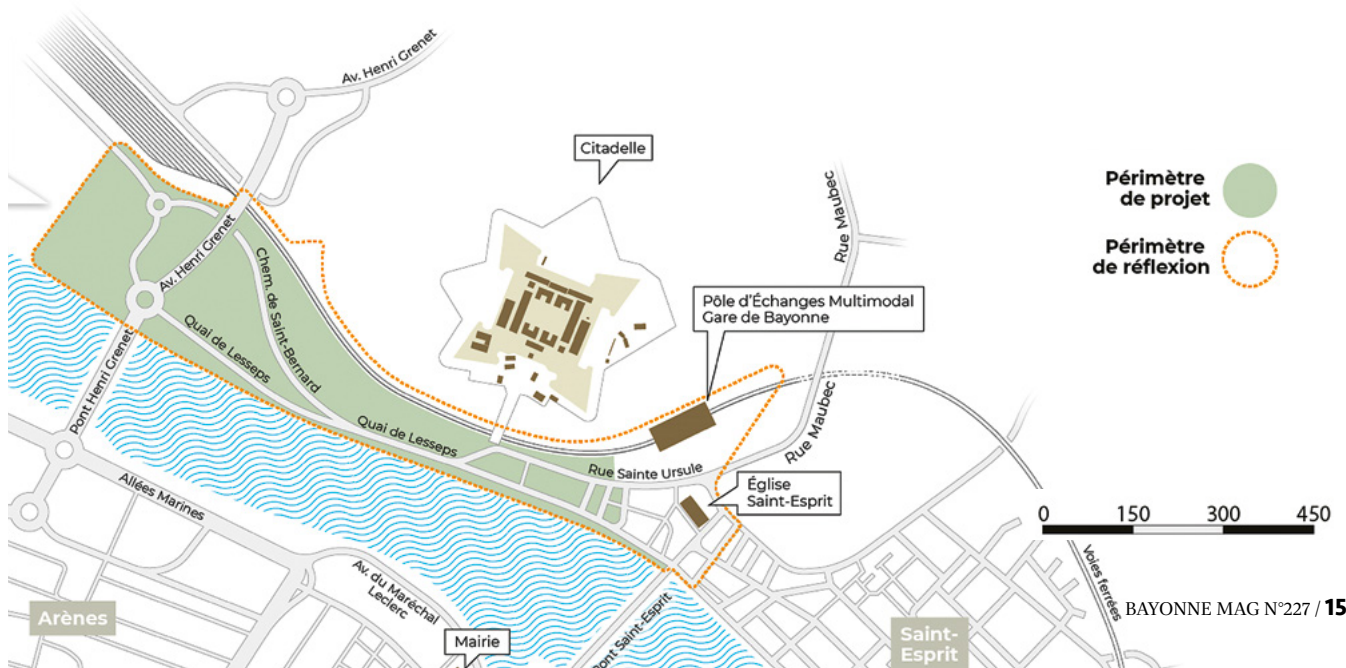 Av. Henri Grenet
Citadelle
Périmètre
de projet
Périmètre
de réflexion
Rue Maubec
Av. Henri Grenet
Chem. de Saint-Bernard
Pôle d'Échanges Multimodal
Gare de Bayonne
Quai de Lesseps
Pont Henri Grenet
Quai de Lesseps
Rue Maubec
Rue Sainte Ursule
Église
Saint-Esprit
Allées Marines
0 150 300 450
Voies ferrées
Av. du Maréchal
Leclerc
Arènes
Mairie
Pont Saint-Esprit
Saint-
Esprit
BAYONNE MAG N°227 / 15